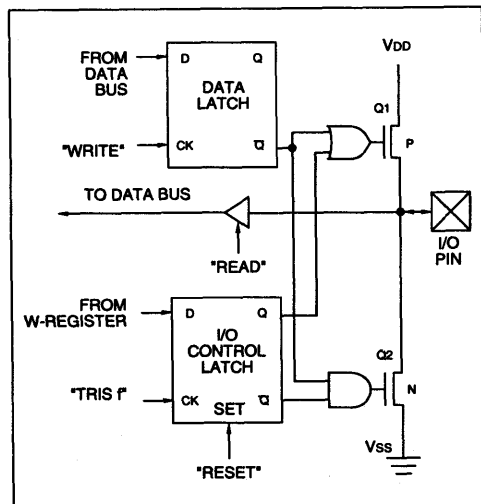 FROM
DATA
BUS
D
Q
DATA
LATCH
"WRITE"
CK
Q̅
VDD
Q1
P
TO DATA BUS
"READ"
I/O
PIN
FROM
W-REGISTER
D
Q
I/O
CONTROL
LATCH
"TRIS f"
CK
Q̅
SET
"RESET"
Q2
N
VSS